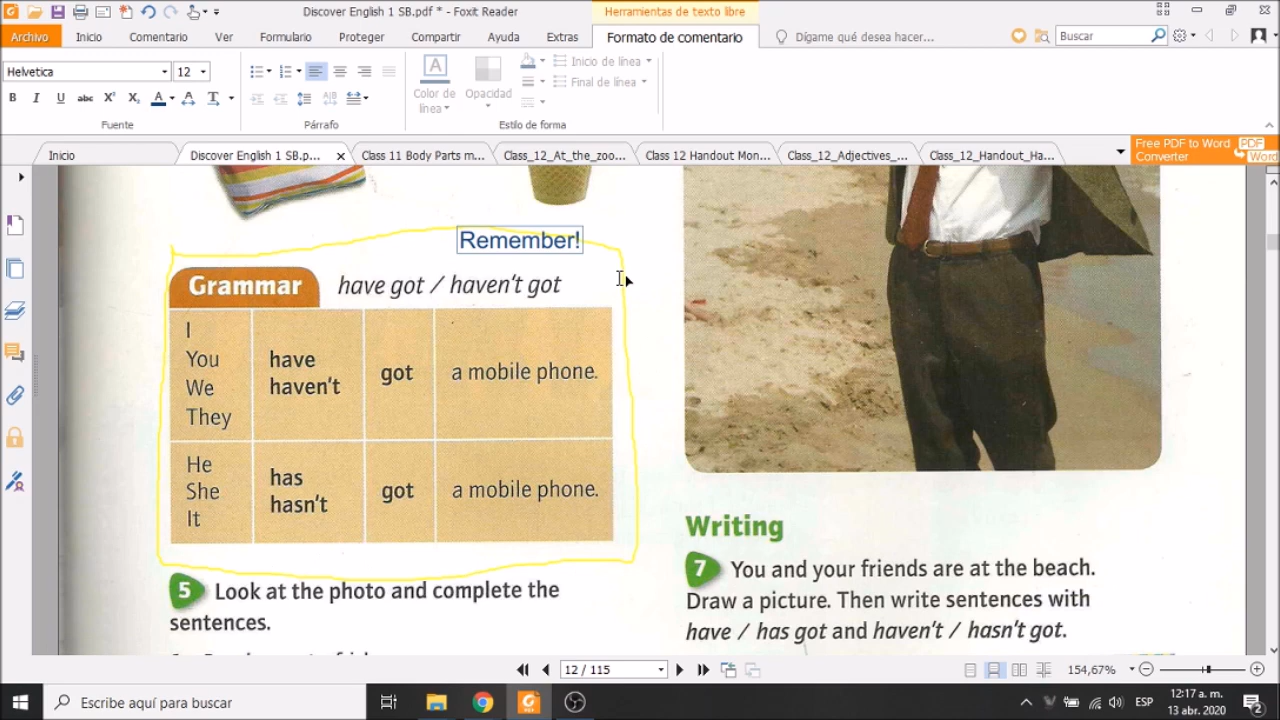 Discover English 1 SB.pdf * - Foxit Reader
Herramientas de texto libre
Archivo
Inicio
Comentario
Ver
Formulario
Proteger
Compartir
Ayuda
Extras
Formato de comentario
Dígame qué desea hacer...
Buscar
Helvetica
12
Color de línea
Opacidad
Inicio de línea
Final de línea
Fuente
Párrafo
Estilo de forma
Inicio
Discover English 1 SB.p...
Class 11 Body Parts m...
Class_12_At_the_zoo...
Class 12 Handout Mon...
Class_12_Adjectives_...
Class_12_Handout_Ha...
Free PDF to Word
Converter
PDF
Word
Remember!
Grammar have got / haven't got
I
You
We
They
have
haven't
got
a mobile phone.
He
She
It
has
hasn't
got
a mobile phone.
5 Look at the photo and complete the
sentences.
Writing
7 You and your friends are at the beach.
Draw a picture. Then write sentences with
have / has got and haven't / hasn't got.
12 / 115
154,67%
Escribe aquí para buscar
ESP
12:17 a. m.
13 abr. 2020
2